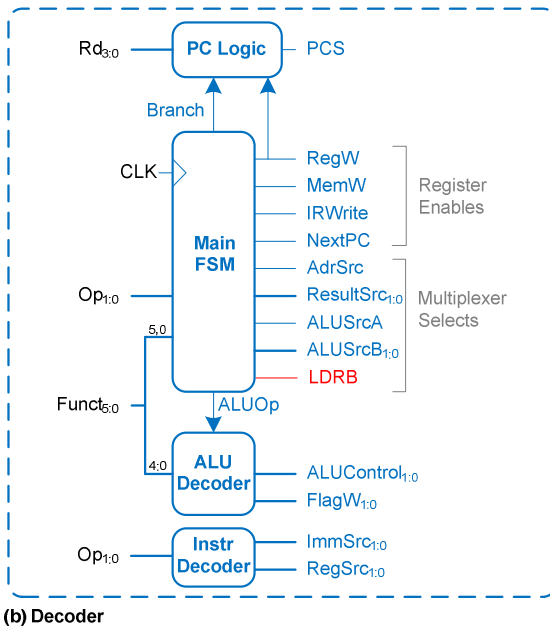 Rd3:0
PC Logic
PCS
Branch
CLK
RegW
MemW
IRWrite
NextPC
Register
Enables
Main
FSM
AdrSrc
Op1:0
ResultSrc1:0
ALUSrcA
ALUSrcB1:0
LDRB
Multiplexer
Selects
5,0
Funct5:0
ALUOp
4:0
ALU
Decoder
ALUControl1:0
FlagW1:0
Op1:0
Instr
Decoder
ImmSrc1:0
RegSrc1:0
(b) Decoder